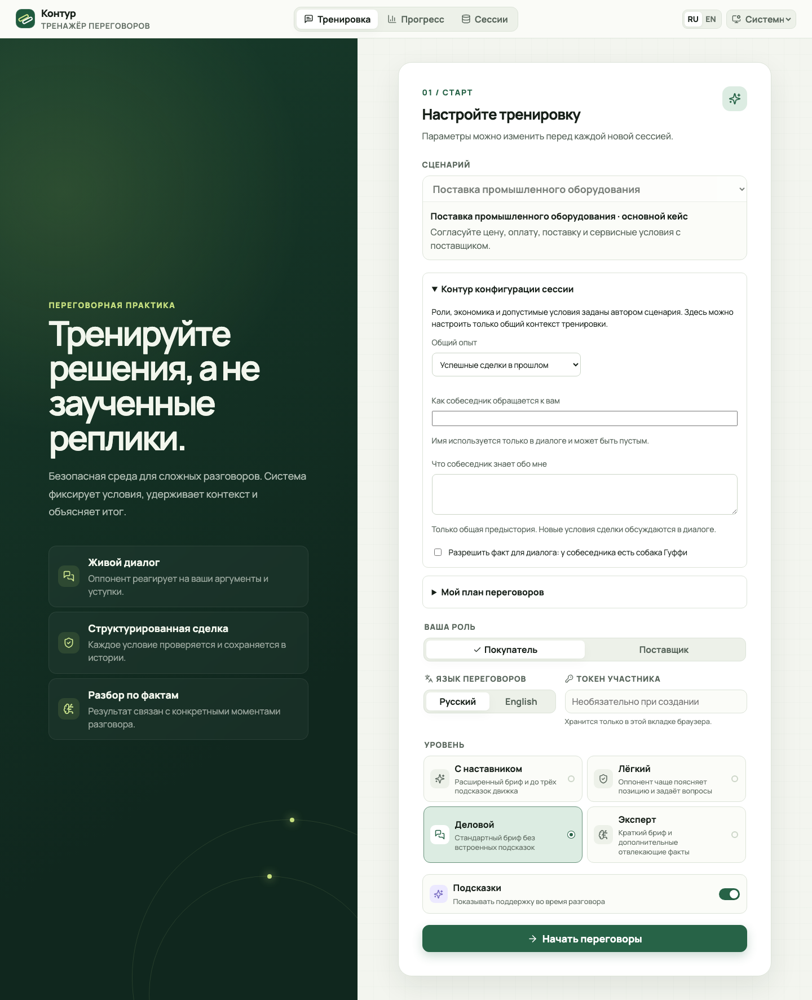 Контур
ТРЕНАЖЁР ПЕРЕГОВОРОВ
Тренировка
Прогресс
Сессии
RU EN
Системн
ПЕРЕГОВОРНАЯ ПРАКТИКА
Тренируйте
решения, а не
заученные
реплики.
Безопасная среда для сложных разговоров. Система
фиксирует условия, удерживает контекст и
объясняет итог.
Живой диалог
Оппонент реагирует на ваши аргументы и
уступки.
Структурированная сделка
Каждое условие проверяется и сохраняется в
истории.
Разбор по фактам
Результат связан с конкретными моментами
разговора.
01 / СТАРТ
Настройте тренировку
Параметры можно изменить перед каждой новой сессией.
СЦЕНАРИЙ
Поставка промышленного оборудования
Поставка промышленного оборудования · основной кейс
Согласуйте цену, оплату, поставку и сервисные условия с
поставщиком.
Контур конфигурации сессии
Роли, экономика и допустимые условия заданы автором сценария. Здесь можно
настроить только общий контекст тренировки.
Общий опыт
Успешные сделки в прошлом
Как собеседник обращается к вам
Имя используется только в диалоге и может быть пустым.
Что собеседник знает обо мне
Только общая предыстория. Новые условия сделки обсуждаются в диалоге.
Разрешить факт для диалога: у собеседника есть собака Гуффи
Мой план переговоров
ВАША РОЛЬ
Покупатель
Поставщик
ЯЗЫК ПЕРЕГОВОРОВ
Русский
English
ТОКЕН УЧАСТНИКА
Необязательно при создании
Хранится только в этой вкладке браузера.
УРОВЕНЬ
С наставником
Расширенный бриф и до трёх
подсказок движка
Лёгкий
Оппонент чаще поясняет
позицию и задаёт вопросы
Деловой
Стандартный бриф без
встроенных подсказок
Эксперт
Краткий бриф и
дополнительные
отвлекающие факты
Подсказки
Показывать поддержку во время разговора
Начать переговоры